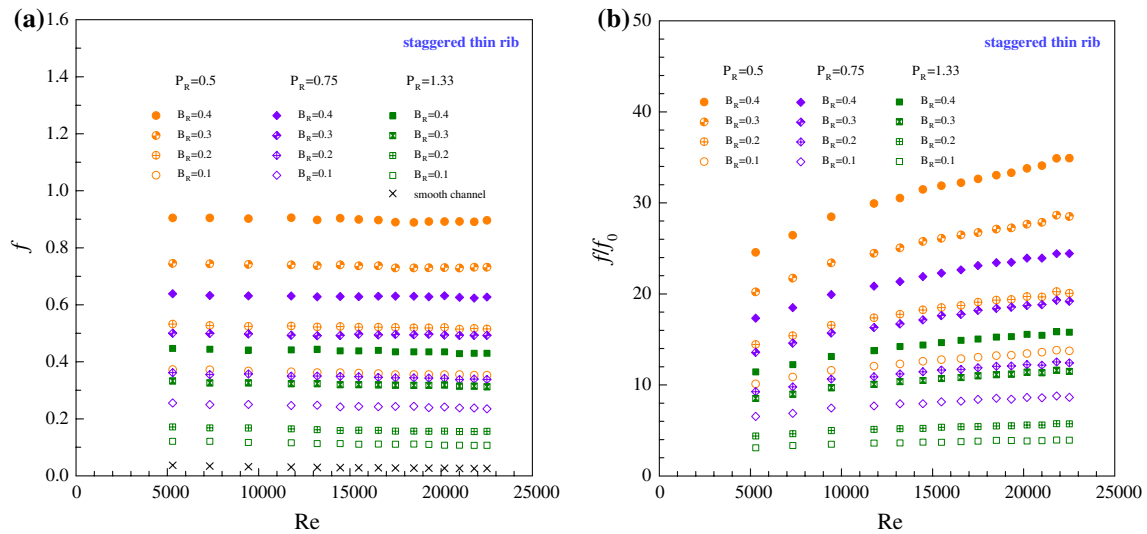 (a)
1.6
1.4
1.2
1.0
0.8
0.6
0.4
0.2
0.0
f
staggered thin rib
P_R=0.5 P_R=0.75 P_R=1.33
B_R=0.4 B_R=0.4 B_R=0.4
B_R=0.3 B_R=0.3 B_R=0.3
B_R=0.2 B_R=0.2 B_R=0.2
B_R=0.1 B_R=0.1 B_R=0.1
smooth channel
0 5000 10000 15000 20000 25000
Re
(b)
50
40
30
20
10
0
f/f_0
staggered thin rib
P_R=0.5 P_R=0.75 P_R=1.33
B_R=0.4 B_R=0.4 B_R=0.4
B_R=0.3 B_R=0.3 B_R=0.3
B_R=0.2 B_R=0.2 B_R=0.2
B_R=0.1 B_R=0.1 B_R=0.1
0 5000 10000 15000 20000 25000
Re